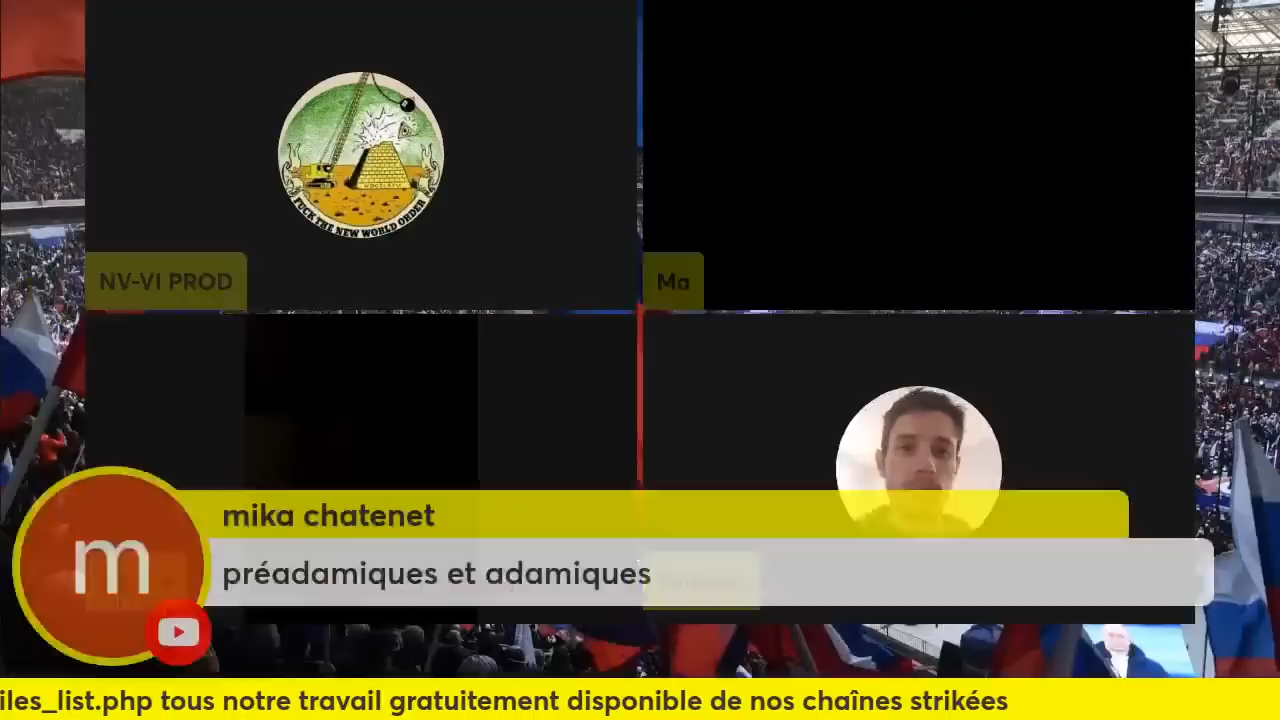 FUCK THE NEW WORLD ORDER
NV-VI PROD
Ma
mika chatenet
m
préadamiques et adamiques
iles_list.php tous notre travail gratuitement disponible de nos chaînes strikées